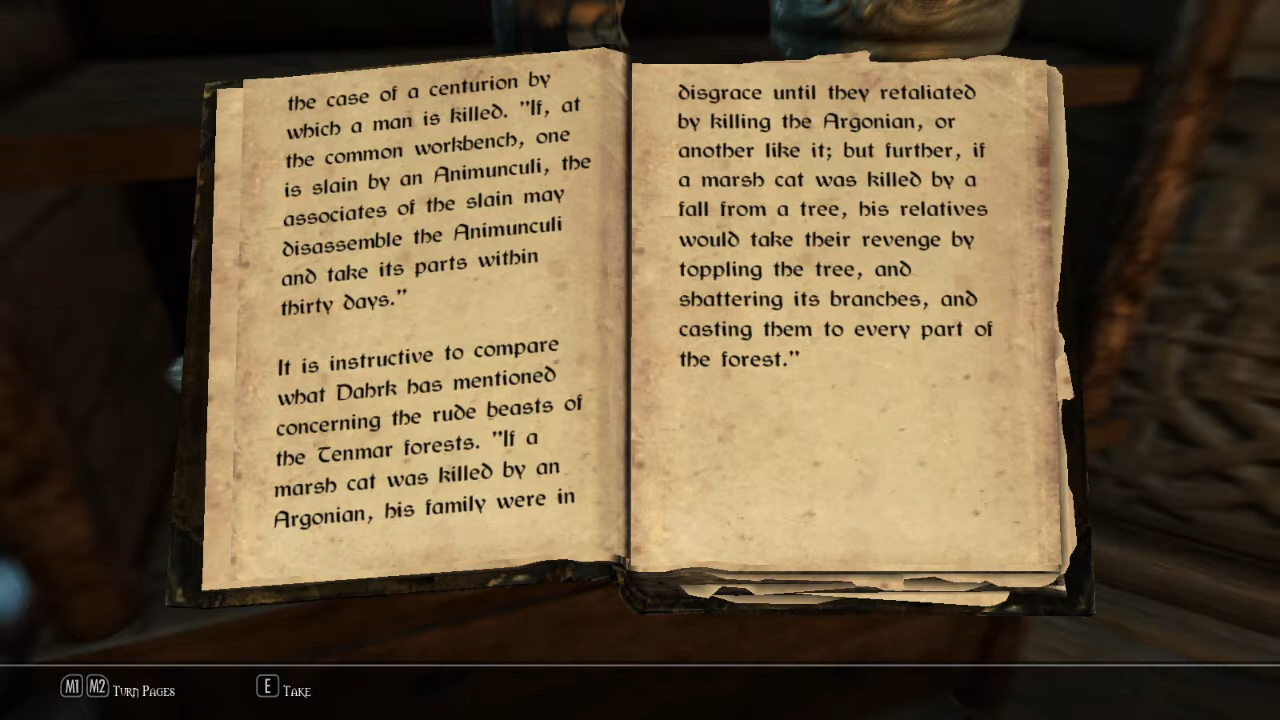 the case of a centurion by
which a man is killed. "If, at
the common workbench, one
is slain by an Animunculi, the
associates of the slain may
disassemble the Animunculi
and take its parts within
thirty days."
It is instructive to compare
what Dahrk has mentioned
concerning the rude beasts of
the Tenmar forests. "If a
marsh cat was killed by an
Argonian, his family were in
disgrace until they retaliated
by killing the Argonian, or
another like it; but further, if
a marsh cat was killed by a
fall from a tree, his relatives
would take their revenge by
toppling the tree, and
shattering its branches, and
casting them to every part of
the forest."
M1 M2 Turn Pages
E Take